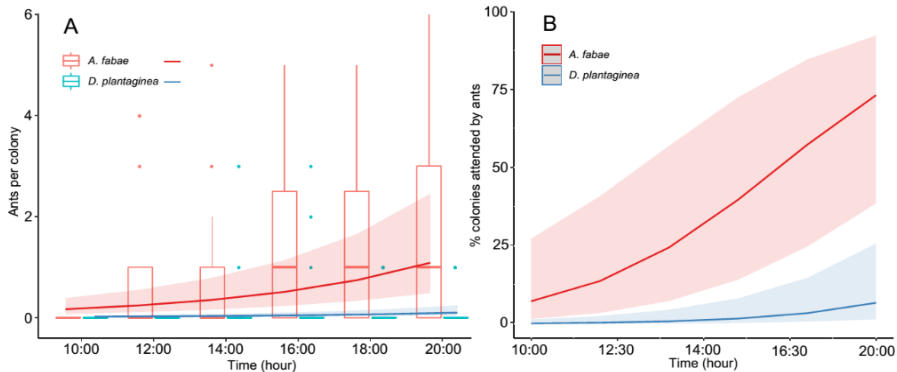 A
A. fabae
D. plantaginea
Ants per colony
6
4
2
0
10:00 12:00 14:00 16:00 18:00 20:00
Time (hour)
B
A. fabae
D. plantaginea
% colonies attended by ants
100
75
50
25
0
10:00 12:30 14:00 16:30 20:00
Time (hour)